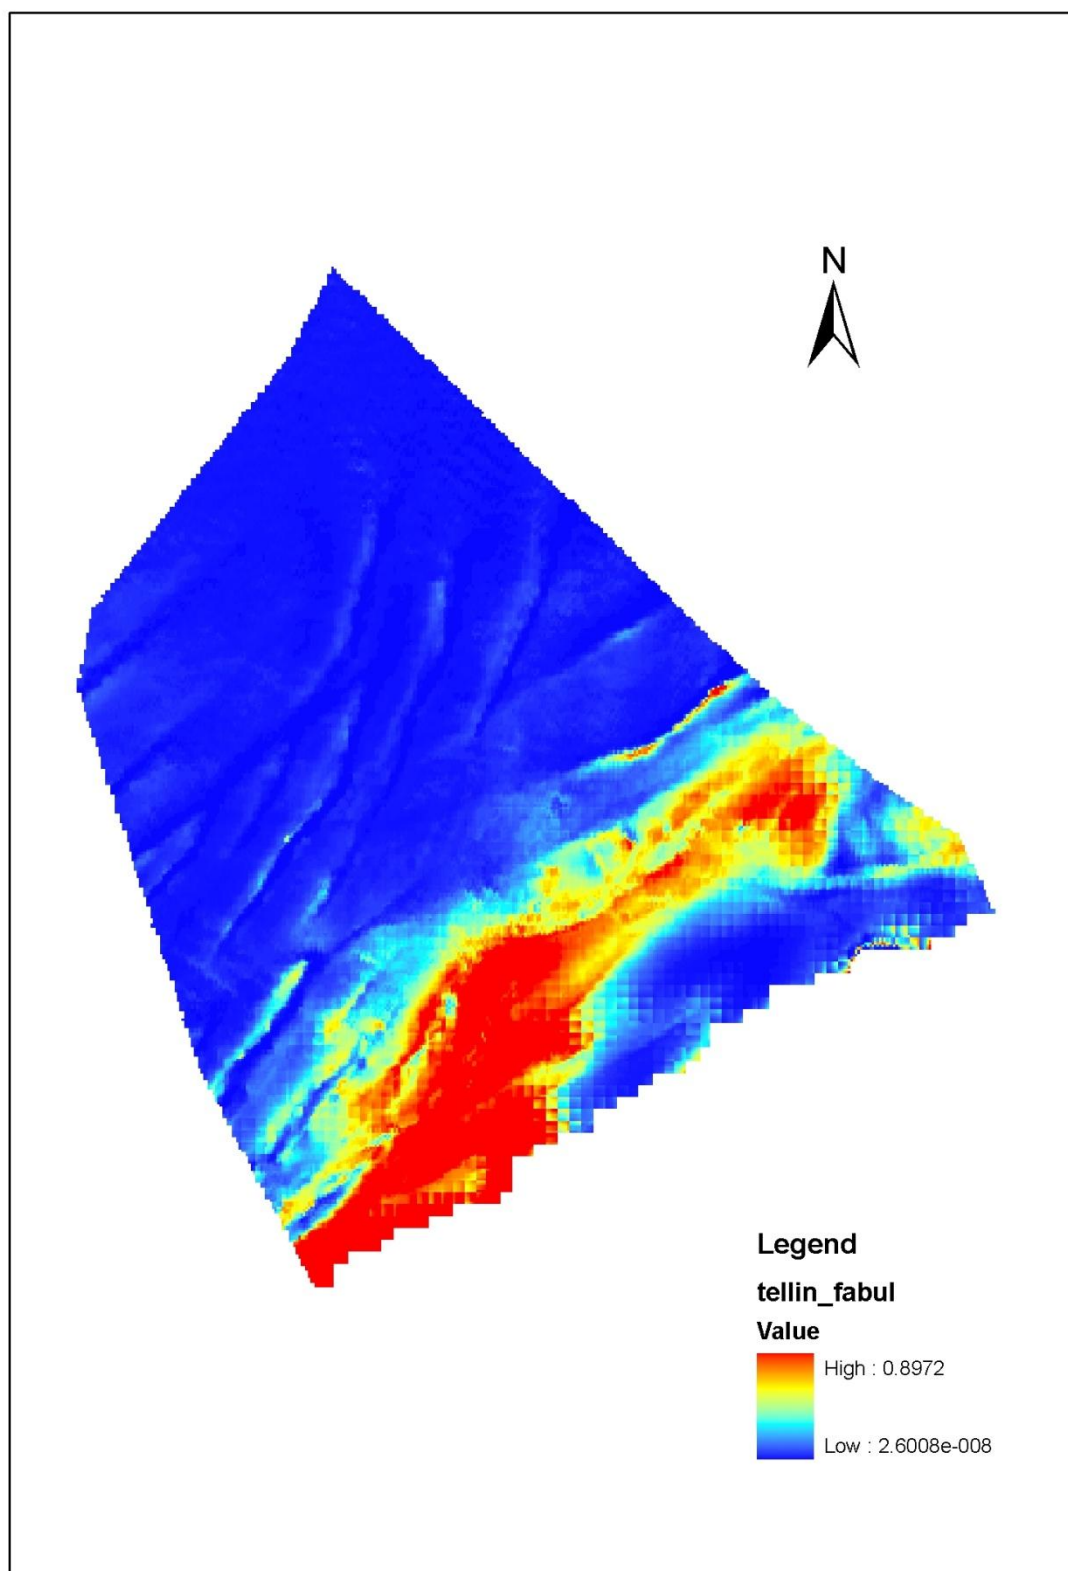 N
Legend
tellin_fabul
Value
High : 0.8972
Low : 2.6008e-008